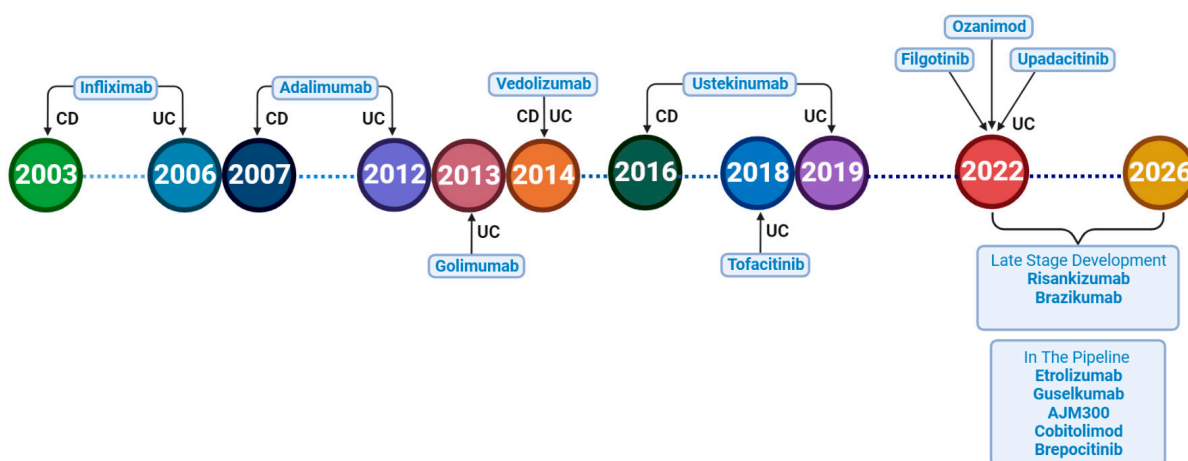 Ozanimod
Filgotinib
Upadacitinib
Infliximab
Adalimumab
Vedolizumab
Ustekinumab
CD
UC
CD
UC
CD UC
CD
UC
UC
2003
2006
2007
2012
2013
2014
2016
2018
2019
2022
2026
UC
UC
Golimumab
Tofacitinib
Late Stage Development
Risankizumab
Brazikumab
In The Pipeline
Etrolizumab
Guselkumab
AJM300
Cobitolimod
Brepocitinib